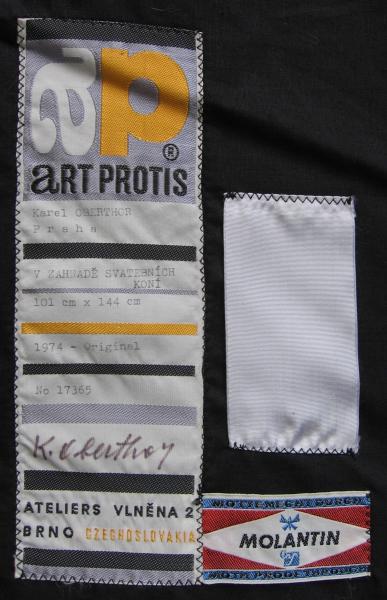 ap
®
aRT PROTIS
Karel OBERTHOR
Praha
V ZAHRADĚ SVATEBNÍCH
KONÍ
101 cm x 144 cm
1974 - Original
No 17365
K. Oberthor
ATELIERS VLNĚNA 2
BRNO CZECHOSLOVAKIA
MOLANTIN